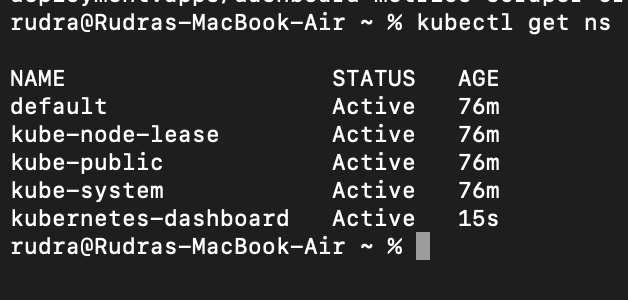 rudra@Rudras-MacBook-Air ~ % kubectl get ns
NAME STATUS AGE
default Active 76m
kube-node-lease Active 76m
kube-public Active 76m
kube-system Active 76m
kubernetes-dashboard Active 15s
rudra@Rudras-MacBook-Air ~ %